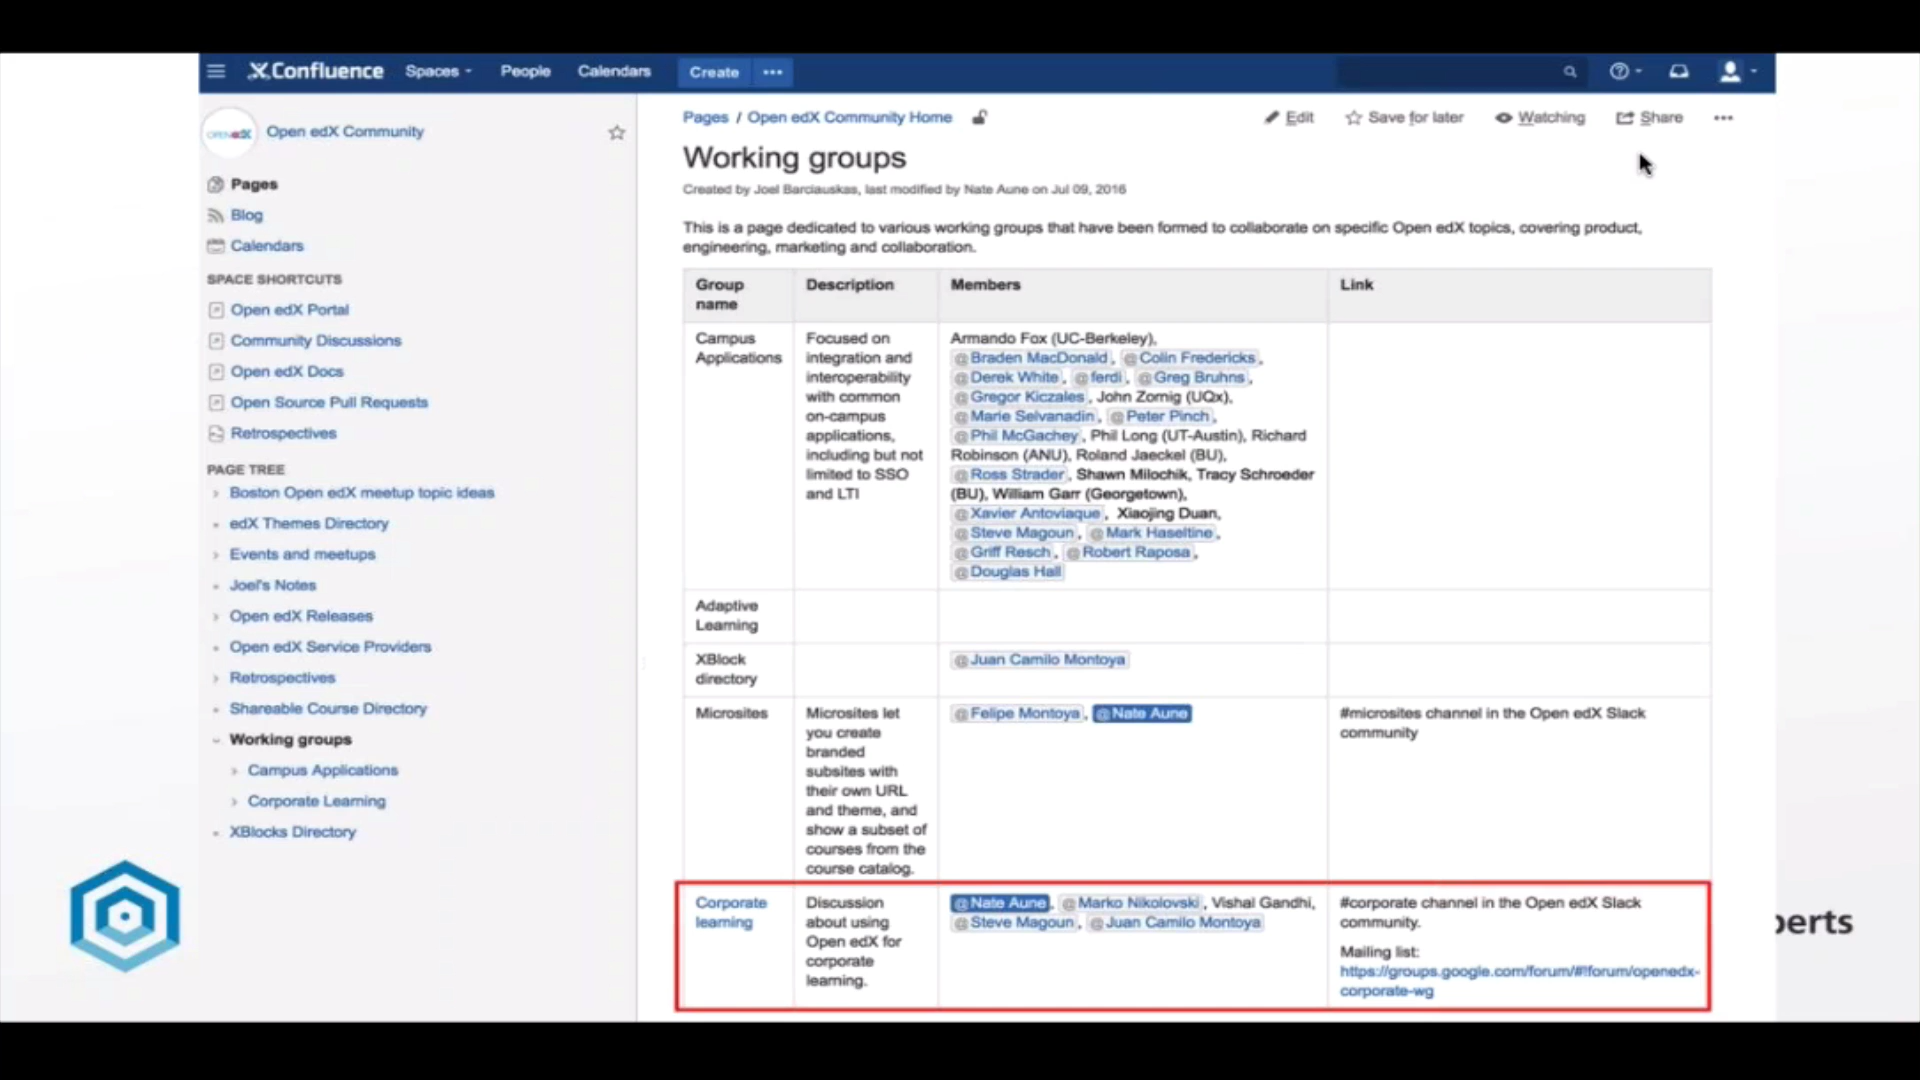 Confluence Spaces People Calendars Create •••
OPEN edX Open edX Community
Pages
Blog
Calendars
SPACE SHORTCUTS
Open edX Portal
Community Discussions
Open edX Docs
Open Source Pull Requests
Retrospectives
PAGE TREE
Boston Open edX meetup topic ideas
edX Themes Directory
Events and meetups
Joel's Notes
Open edX Releases
Open edX Service Providers
Retrospectives
Shareable Course Directory
Working groups
Campus Applications
Corporate Learning
XBlocks Directory
Pages / Open edX Community Home
Edit Save for later Watching Share •••
Working groups
Created by Joel Barciauskas, last modified by Nate Aune on Jul 09, 2016
This is a page dedicated to various working groups that have been formed to collaborate on specific Open edX topics, covering product,
engineering, marketing and collaboration.
Group
name
Description
Members
Link
Campus
Applications
Focused on
integration and
interoperability
with common
on-campus
applications,
including but not
limited to SSO
and LTI
Armando Fox (UC-Berkeley),
@Braden MacDonald, @Colin Fredericks,
@Derek White, @ferdi, @Greg Bruhns,
@Gregor Kiczales, John Zornig (UQx),
@Marie Selvanadin, @Peter Pinch,
@Phil McGachey, Phil Long (UT-Austin), Richard
Robinson (ANU), Roland Jaeckel (BU),
@Ross Strader, Shawn Milochik, Tracy Schroeder
(BU), William Garr (Georgetown),
@Xavier Antoviaque, Xiaojing Duan,
@Steve Magoun, @Mark Haseltine,
@Griff Resch, @Robert Raposa,
@Douglas Hall
Adaptive
Learning
XBlock
directory
@Juan Camilo Montoya
Microsites
Microsites let
you create
branded
subsites with
their own URL
and theme, and
show a subset of
courses from the
course catalog.
@Felipe Montoya, @Nate Aune
#microsites channel in the Open edX Slack
community
Corporate
learning
Discussion
about using
Open edX for
corporate
learning.
@Nate Aune, @Marko Nikolovski, Vishal Gandhi,
@Steve Magoun, @Juan Camilo Montoya
#corporate channel in the Open edX Slack
community.
Mailing list:
https://groups.google.com/forum/#!forum/openedx-
corporate-wg
perts